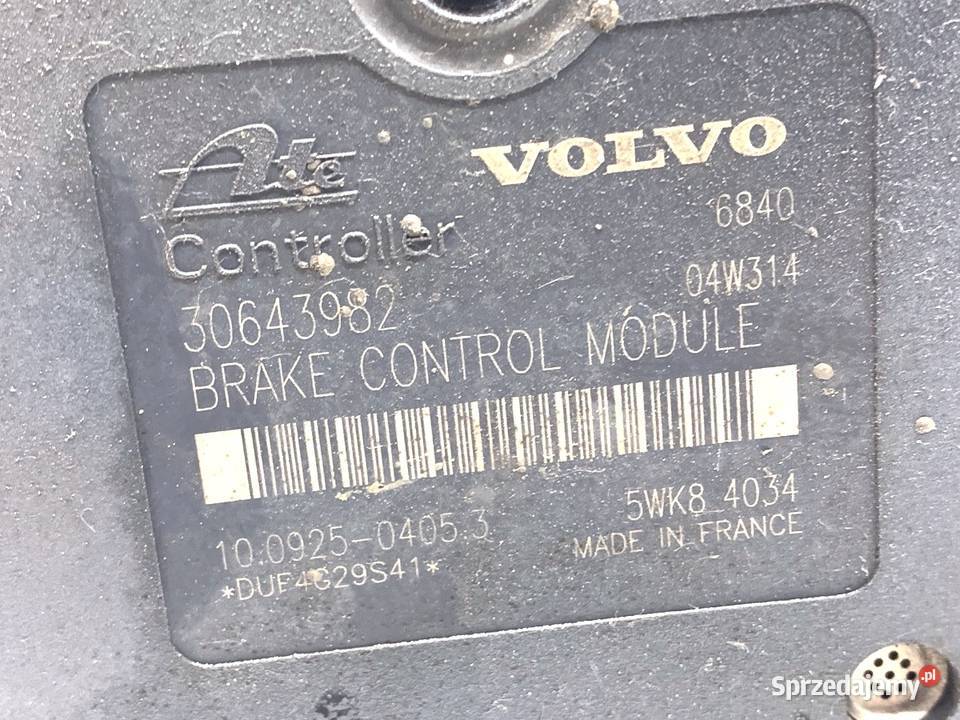 Ate
VOLVO
Controller
6840
30643982
04W314
BRAKE CONTROL MODULE
10.0925-0405.3
5WK8 4034
*DUE4G29S41*
MADE IN FRANCE
Sprzedajemy.pl